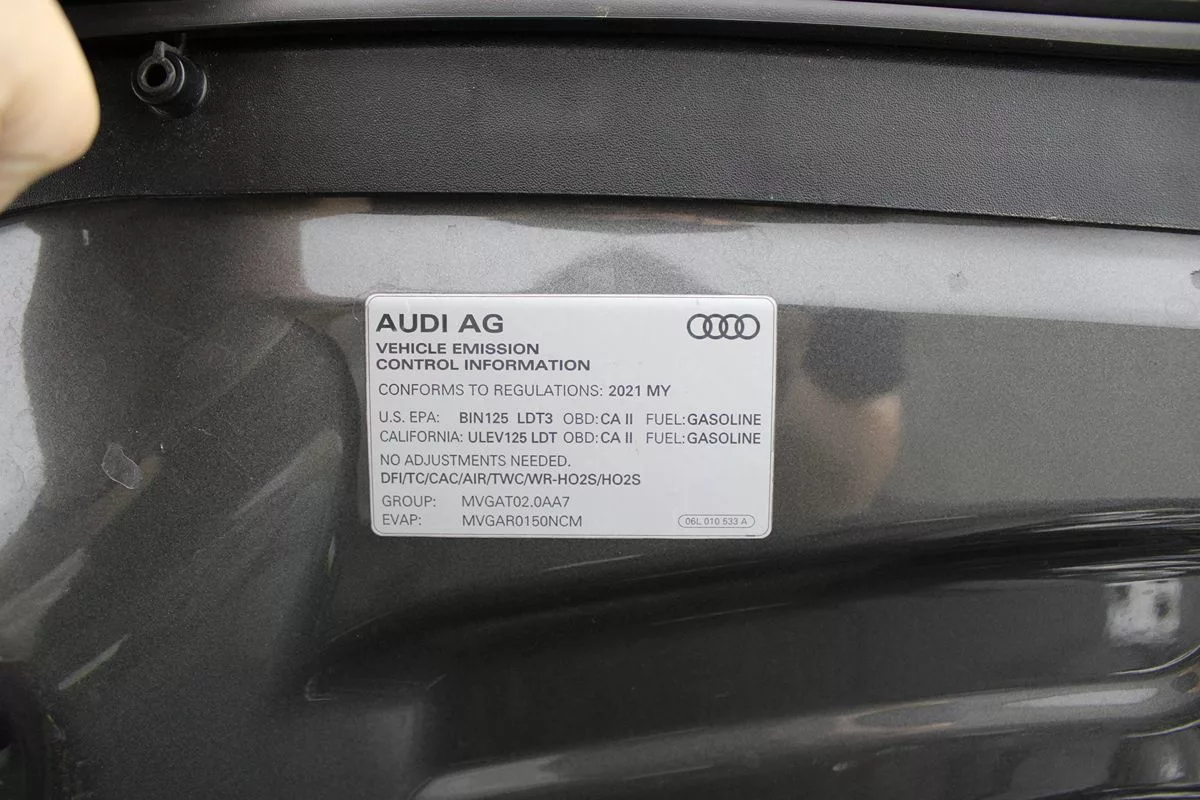 AUDI AG
VEHICLE EMISSION
CONTROL INFORMATION
CONFORMS TO REGULATIONS: 2021 MY
U.S. EPA: BIN125 LDT3 OBD: CA II FUEL: GASOLINE
CALIFORNIA: ULEV125 LDT OBD: CA II FUEL: GASOLINE
NO ADJUSTMENTS NEEDED.
DFI/TC/CAC/AIR/TWC/WR-HO2S/HO2S
GROUP: MVGAT02.0AA7
EVAP: MVGAR0150NCM
06L 010 533 A